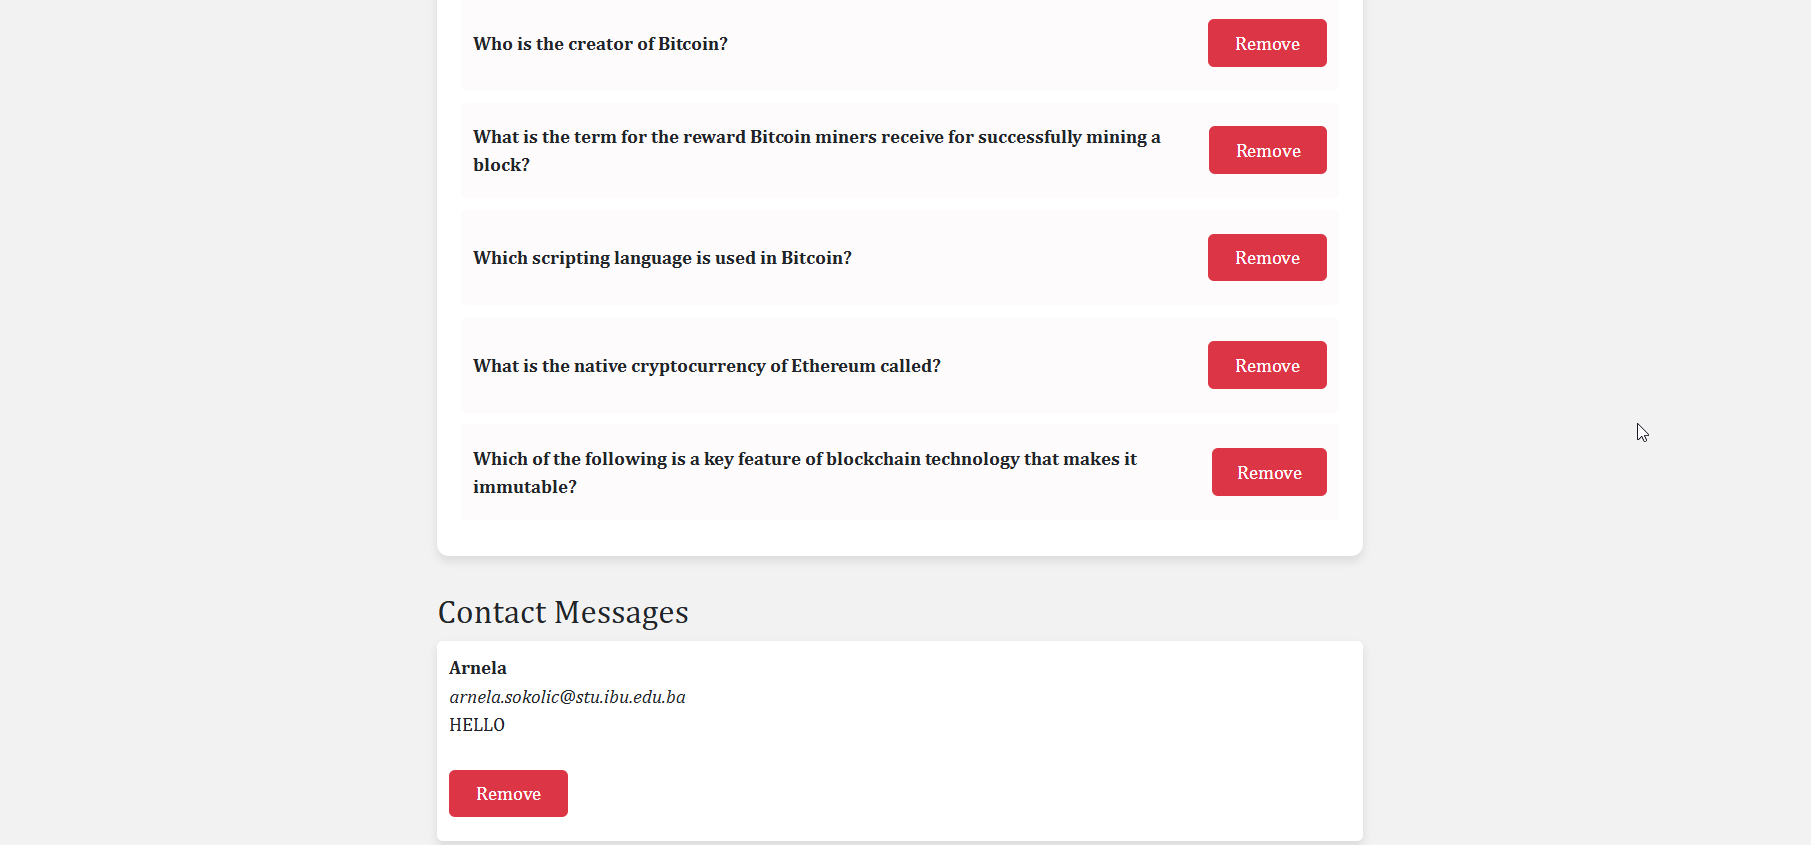 Who is the creator of Bitcoin?
Remove
What is the term for the reward Bitcoin miners receive for successfully mining a
block?
Remove
Which scripting language is used in Bitcoin?
Remove
What is the native cryptocurrency of Ethereum called?
Remove
Which of the following is a key feature of blockchain technology that makes it
immutable?
Remove
Contact Messages
Arnela
arnela.sokolic@stu.ibu.edu.ba
HELLO
Remove